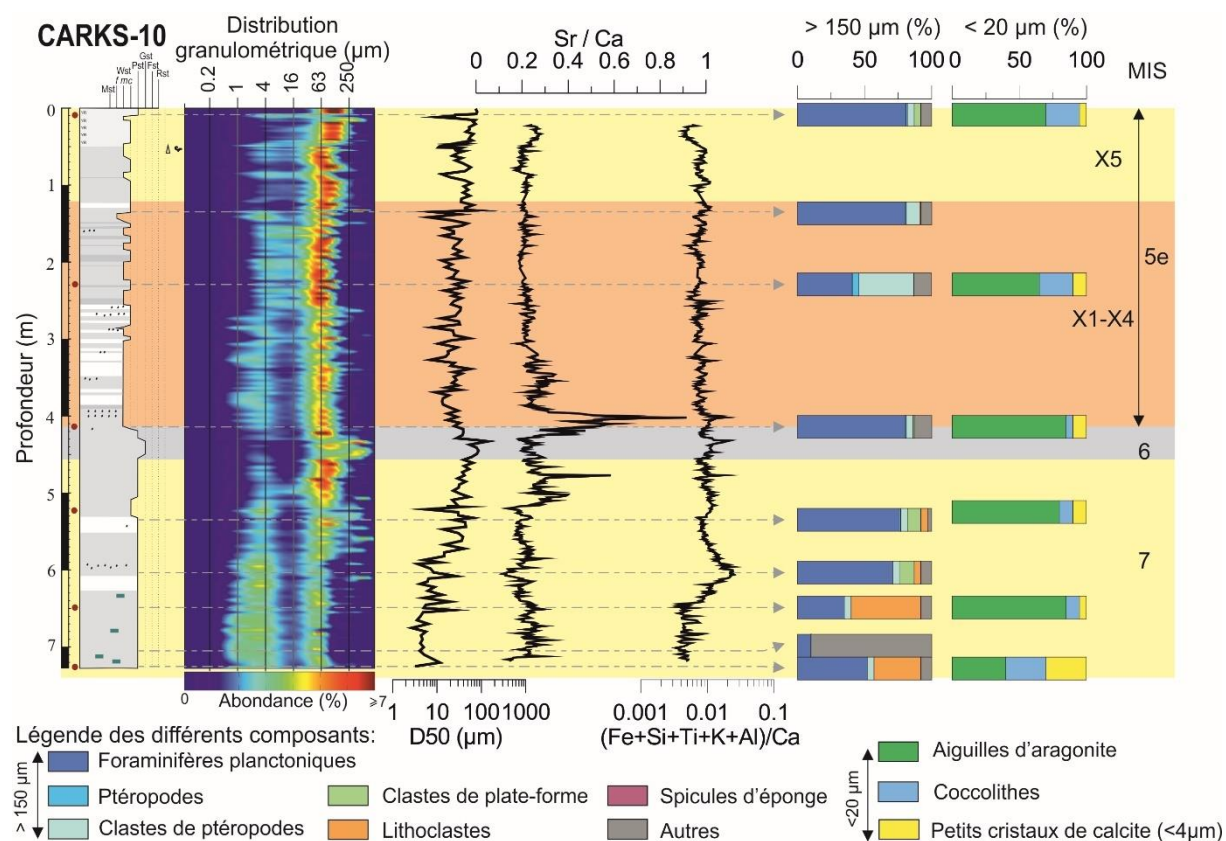 CARKS-10
Distribution
granulométrique (µm)
Sr / Ca
> 150 µm (%)
< 20 µm (%)
MIS
Mst
Wst
f mc
Pst
Gst
Fst
Rst
0.2
1
4
16
63
250
0
0.2
0.4
0.6
0.8
1
0
50
100
0
50
100
Profondeur (m)
0
1
2
3
4
5
6
7
X5
5e
X1-X4
6
7
0
Abondance (%)
≥7
1
10
100
1000
D50 (µm)
0.001
0.01
0.1
(Fe+Si+Ti+K+Al)/Ca
Légende des différents composants:
> 150 µm
Foraminifères planctoniques
Ptéropodes
Clastes de ptéropodes
Clastes de plate-forme
Lithoclastes
Spicules d'éponge
Autres
<20 µm
Aiguilles d'aragonite
Coccolithes
Petits cristaux de calcite (<4µm)